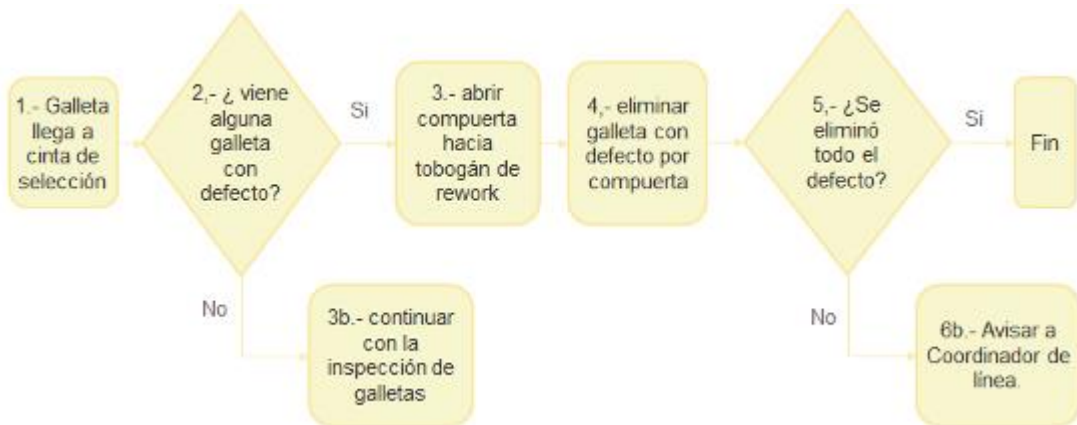 1.- Galleta
llega a
cinta de
selección
2,- ¿ viene
alguna
galleta
con
defecto?
Si
3.- abrir
compuerta
hacia
tobogán de
rework
4,- eliminar
galleta con
defecto por
compuerta
5,- ¿Se
eliminó
todo el
defecto?
Si
Fin
No
3b.- continuar
con la
inspección de
galletas
No
6b.- Avisar a
Coordinador de
línea.